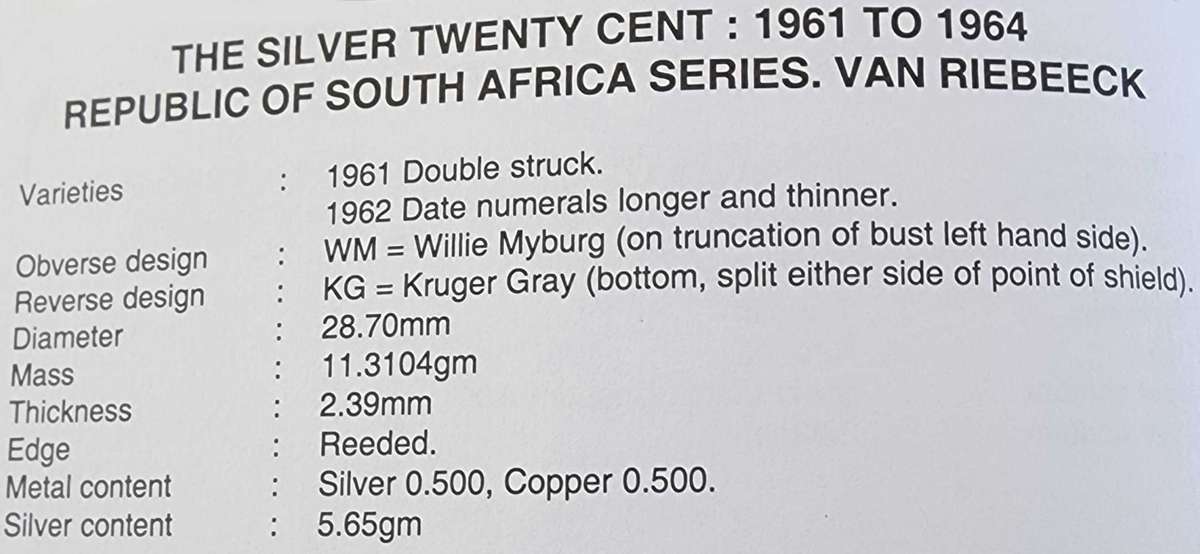 THE SILVER TWENTY CENT : 1961 TO 1964
REPUBLIC OF SOUTH AFRICA SERIES. VAN RIEBEECK
Varieties : 1961 Double struck.
1962 Date numerals longer and thinner.
Obverse design : WM = Willie Myburg (on truncation of bust left hand side).
Reverse design : KG = Kruger Gray (bottom, split either side of point of shield).
Diameter : 28.70mm
Mass : 11.3104gm
Thickness : 2.39mm
Edge : Reeded.
Metal content : Silver 0.500, Copper 0.500.
Silver content : 5.65gm